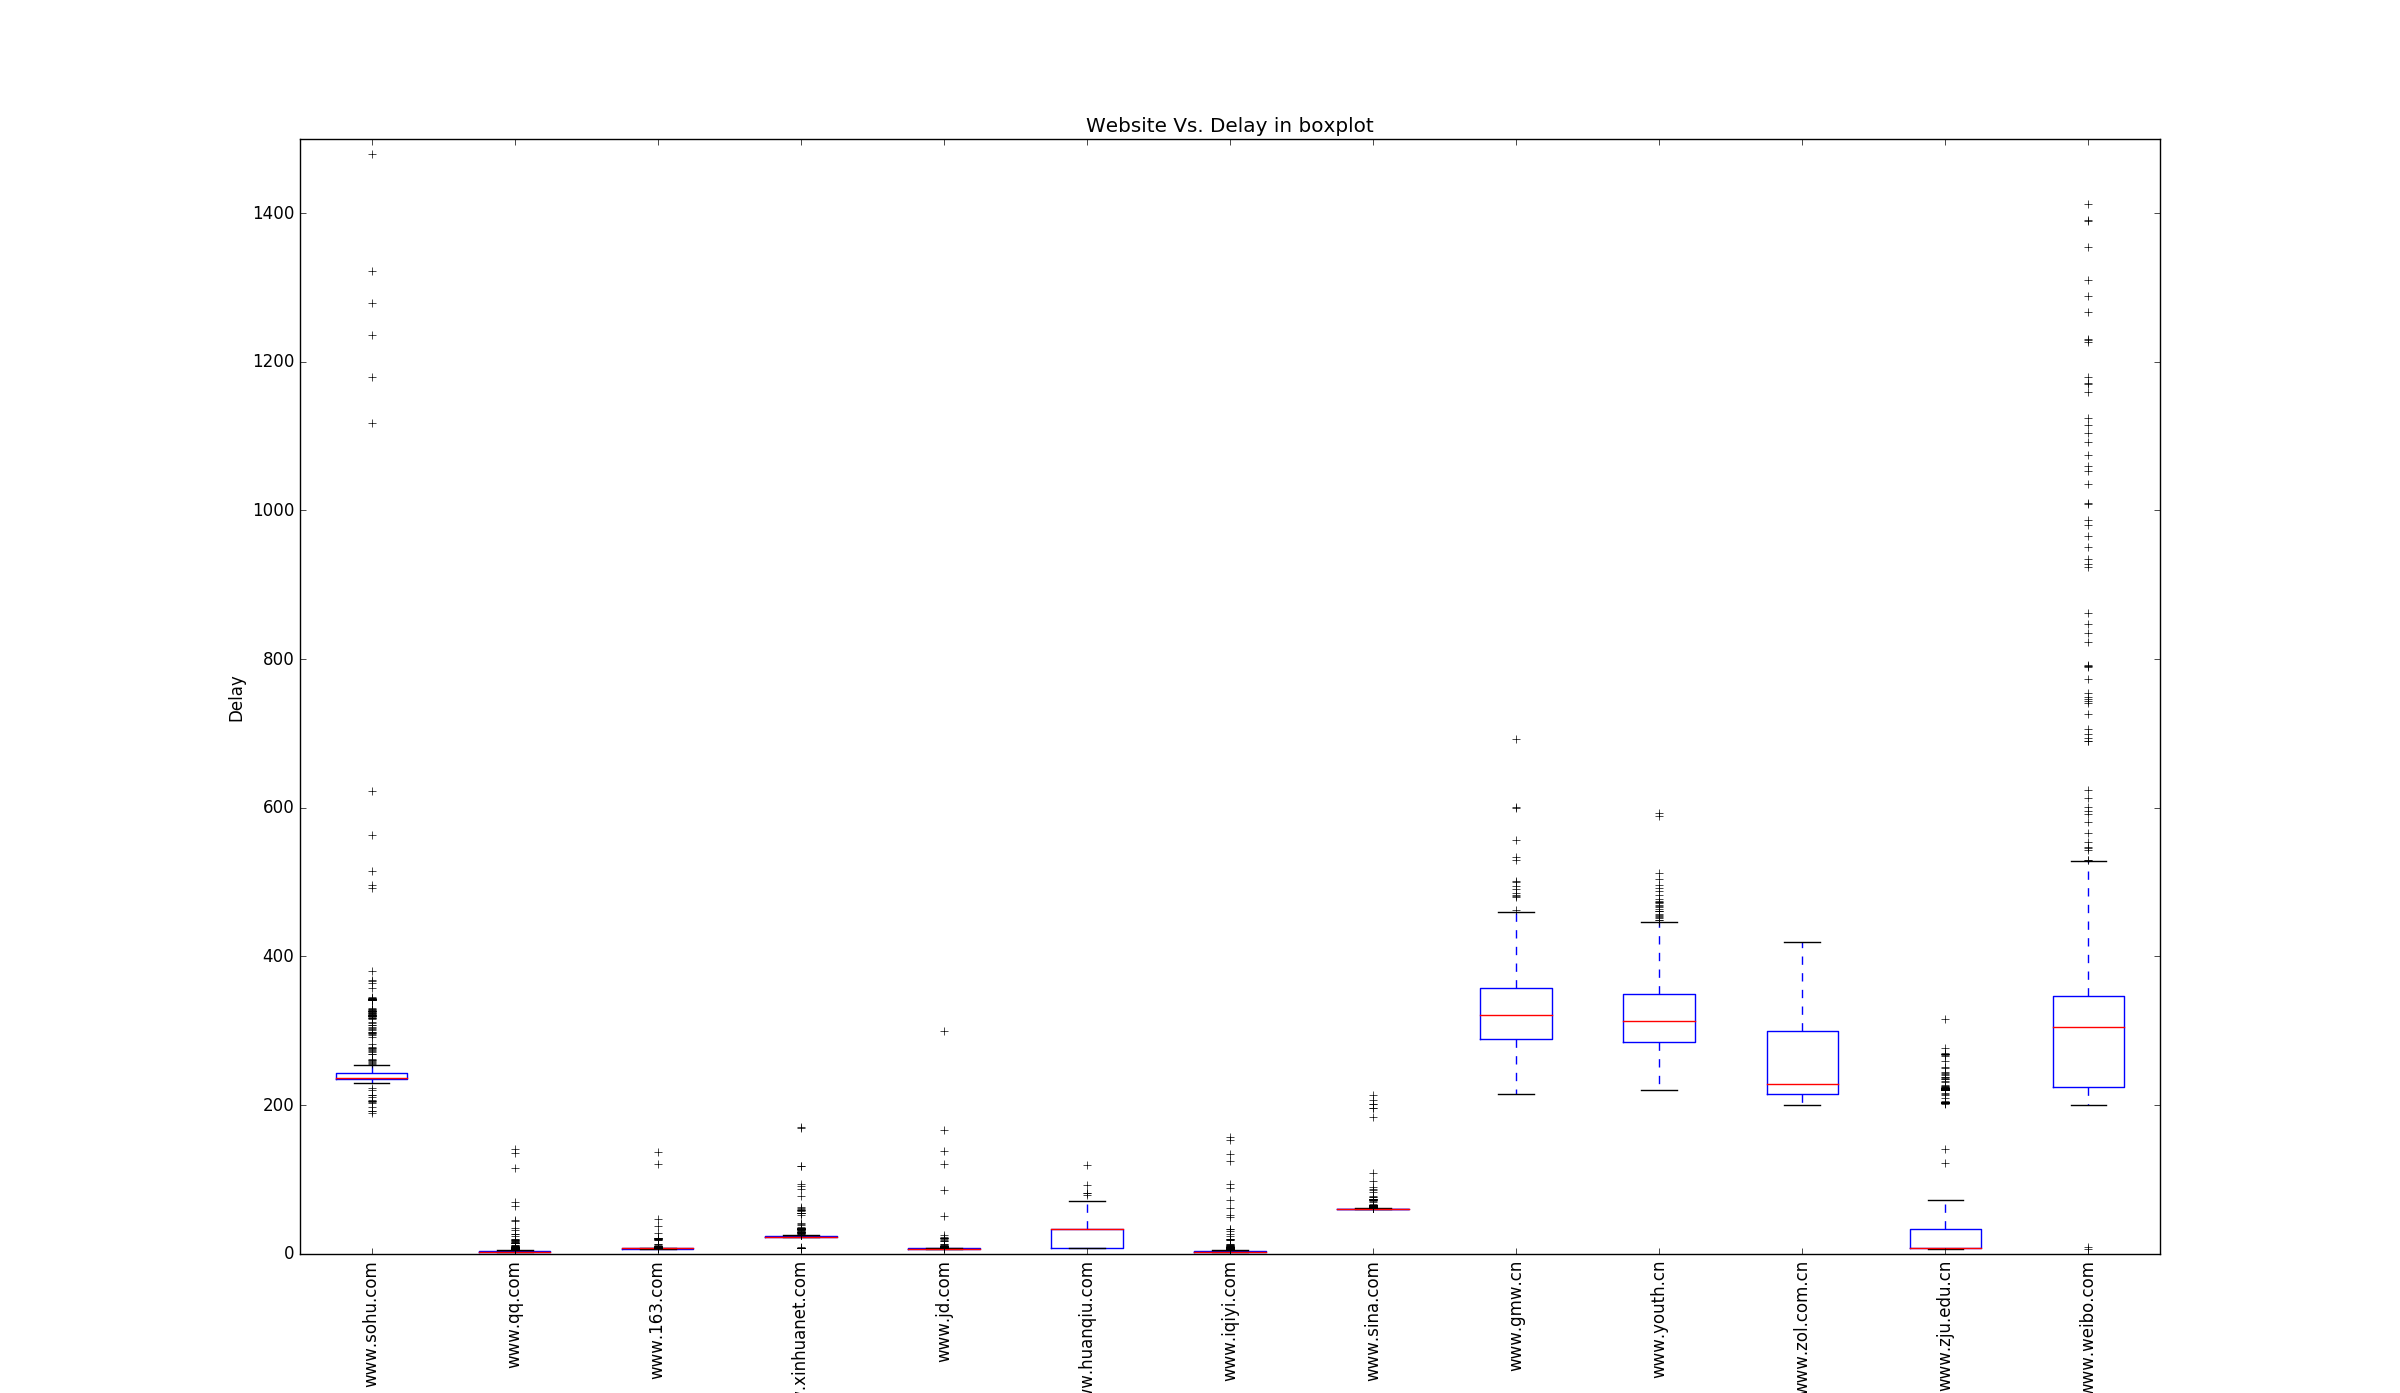 Website Vs. Delay in boxplot
1400
1200
1000
800
600
400
200
0
Delay
www.sohu.com
www.qq.com
www.163.com
.xinhuanet.com
www.jd.com
ww.huanqiu.com
www.iqiyi.com
www.sina.com
www.gmw.cn
www.youth.cn
www.zol.com.cn
www.zju.edu.cn
www.weibo.com